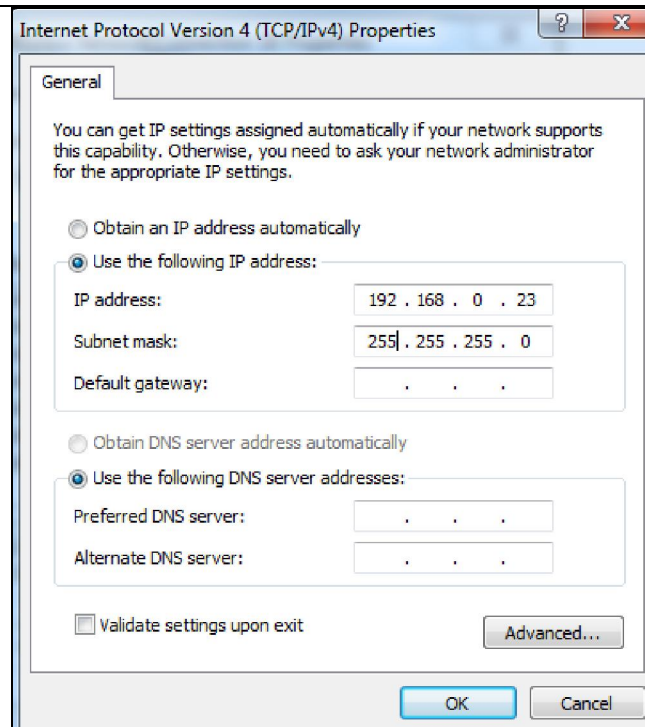 Internet Protocol Version 4 (TCP/IPv4) Properties
General
You can get IP settings assigned automatically if your network supports
this capability. Otherwise, you need to ask your network administrator
for the appropriate IP settings.
Obtain an IP address automatically
Use the following IP address:
IP address: 192 . 168 . 0 . 23
Subnet mask: 255 . 255 . 255 . 0
Default gateway: . . .
Obtain DNS server address automatically
Use the following DNS server addresses:
Preferred DNS server: . . .
Alternate DNS server: . . .
Validate settings upon exit
Advanced...
OK Cancel